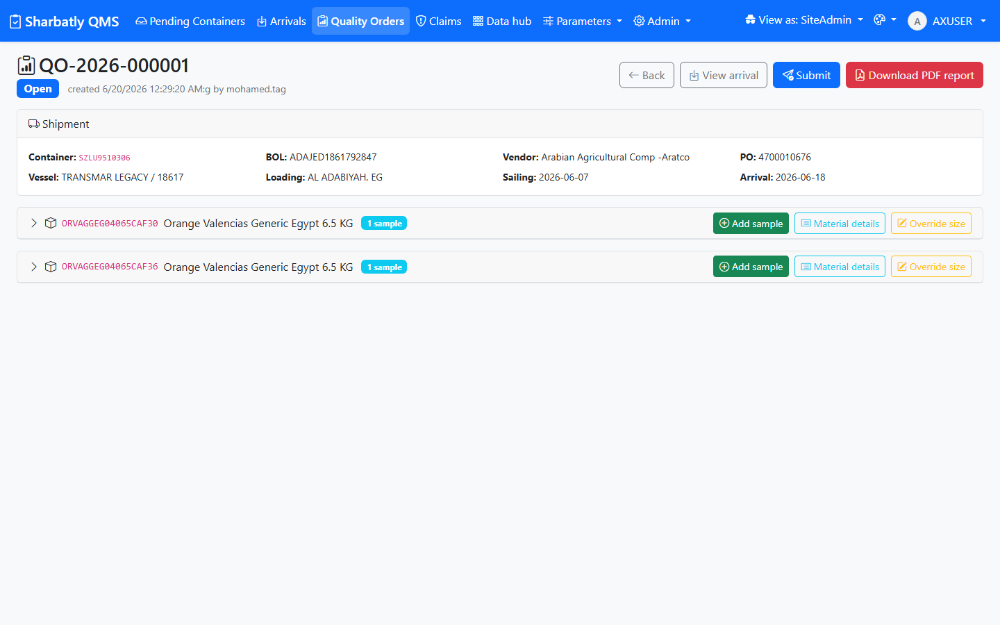 Sharbatly QMS Pending Containers Arrivals Quality Orders Claims Data hub Parameters Admin View as: SiteAdmin A AXUSER
QO-2026-000001
Back View arrival Submit Download PDF report
Open created 6/20/2026 12:29:20 AM:g by mohamed.tag
Shipment
Container: SZLU9510306 BOL: ADAJED1861792847 Vendor: Arabian Agricultural Comp -Aratco PO: 4700010676
Vessel: TRANSMAR LEGACY / 18617 Loading: AL ADABIYAH, EG Sailing: 2026-06-07 Arrival: 2026-06-18
ORVAGGEG04065CAF30 Orange Valencias Generic Egypt 6.5 KG 1 sample Add sample Material details Override size
ORVAGGEG04065CAF36 Orange Valencias Generic Egypt 6.5 KG 1 sample Add sample Material details Override size